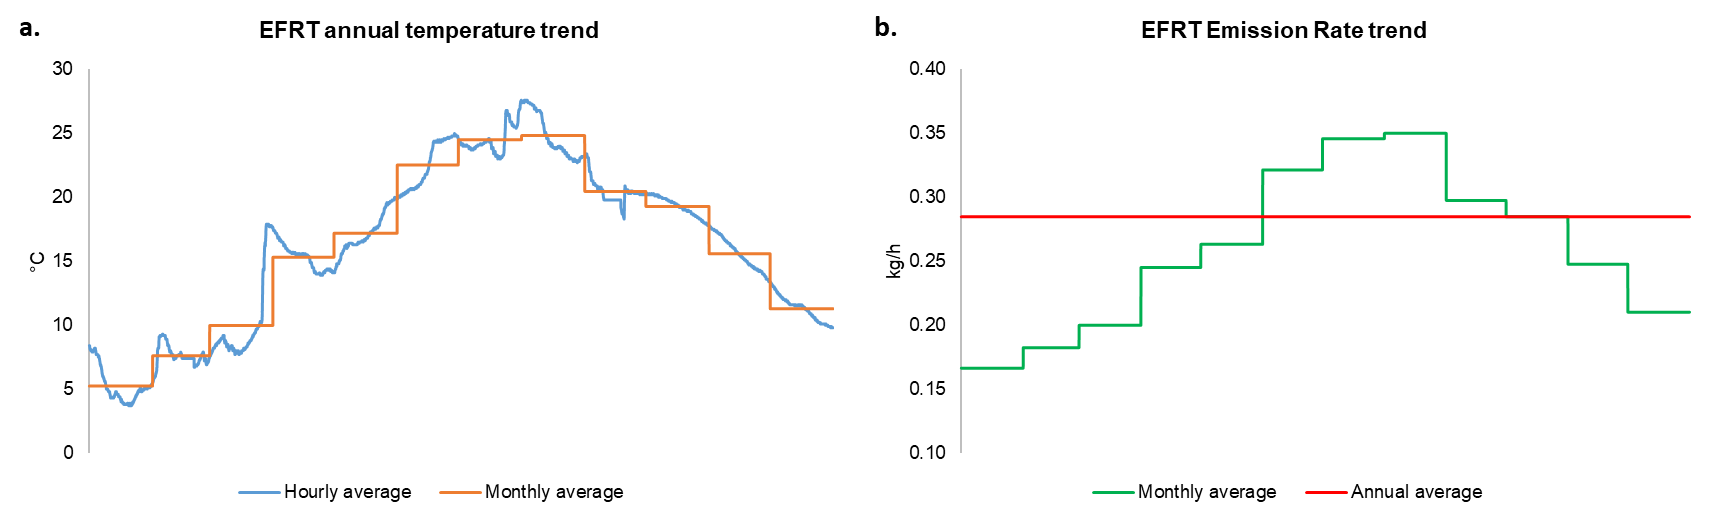 a.
EFRT annual temperature trend
30
25
20
15
10
5
0
°C
Hourly average
Monthly average
b.
EFRT Emission Rate trend
0.40
0.35
0.30
0.25
0.20
0.15
0.10
kg/h
Monthly average
Annual average